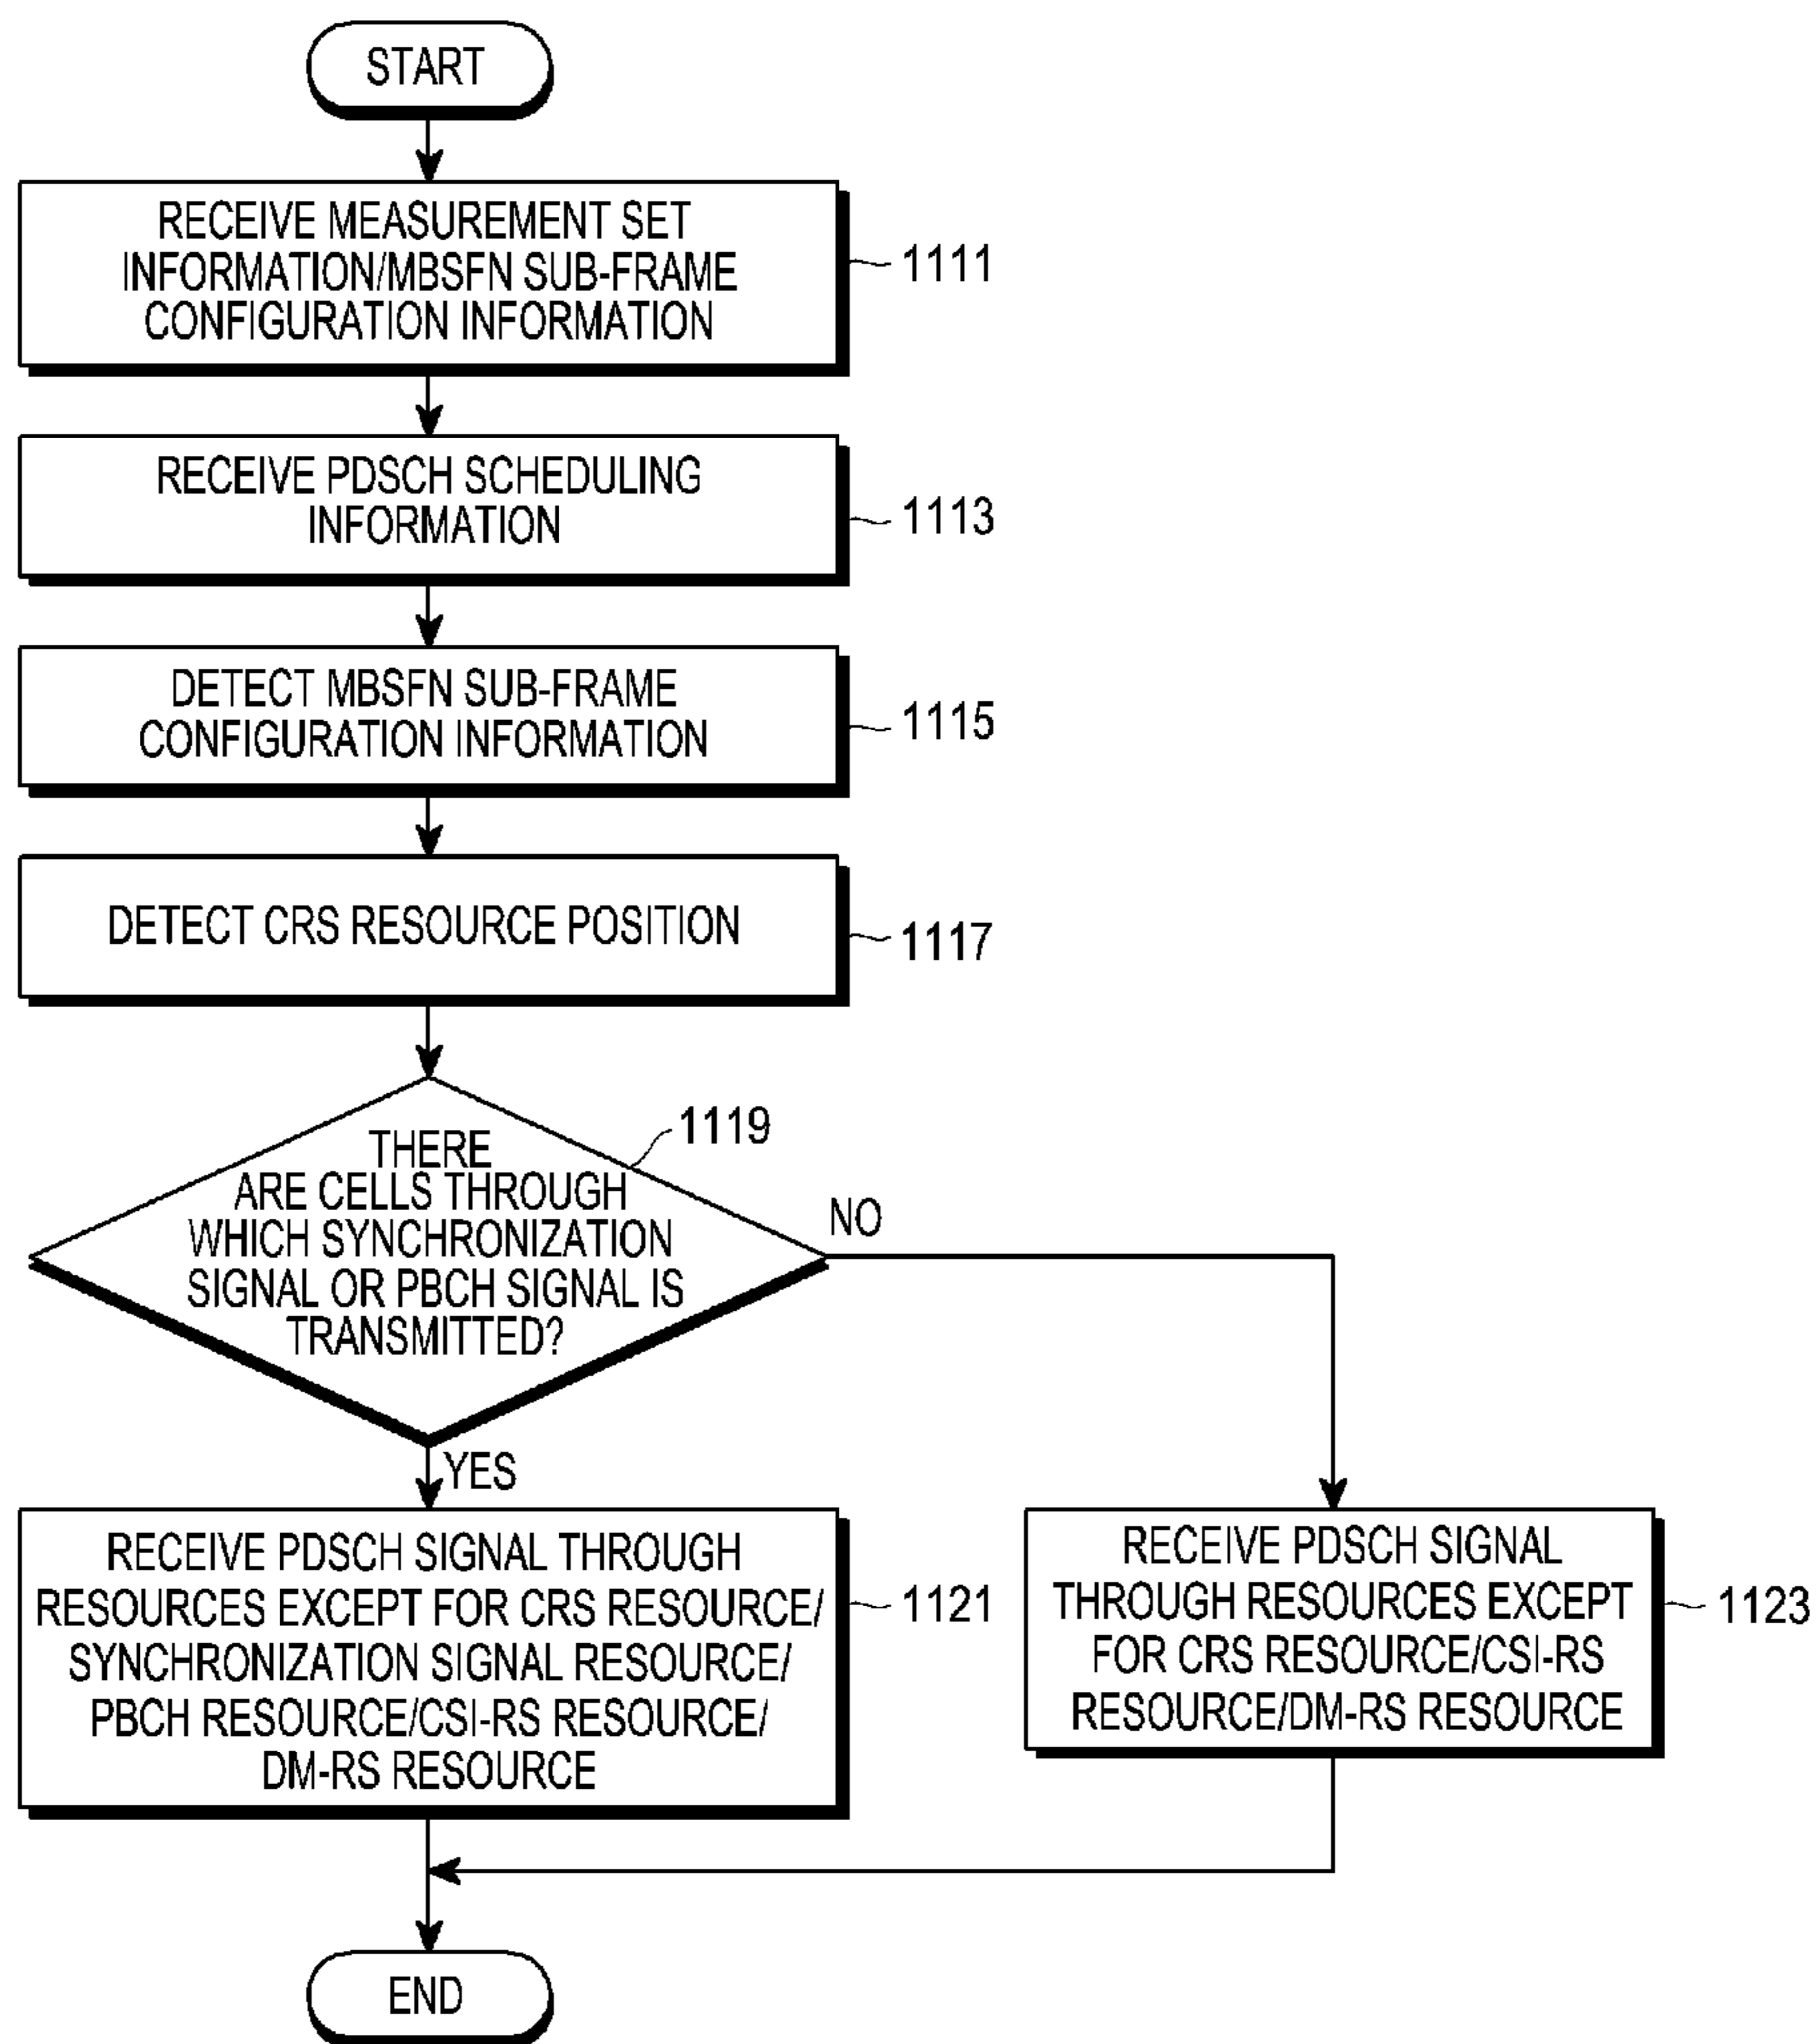 START
RECEIVE MEASUREMENT SET
INFORMATION/MBSFN SUB-FRAME
CONFIGURATION INFORMATION
1111
RECEIVE PDSCH SCHEDULING
INFORMATION
1113
DETECT MBSFN SUB-FRAME
CONFIGURATION INFORMATION
1115
DETECT CRS RESOURCE POSITION
1117
THERE
ARE CELLS THROUGH
WHICH SYNCHRONIZATION
SIGNAL OR PBCH SIGNAL IS
TRANSMITTED?
1119
NO
YES
RECEIVE PDSCH SIGNAL THROUGH
RESOURCES EXCEPT FOR CRS RESOURCE/
SYNCHRONIZATION SIGNAL RESOURCE/
PBCH RESOURCE/CSI-RS RESOURCE/
DM-RS RESOURCE
1121
RECEIVE PDSCH SIGNAL
THROUGH RESOURCES EXCEPT
FOR CRS RESOURCE/CSI-RS
RESOURCE/DM-RS RESOURCE
1123
END